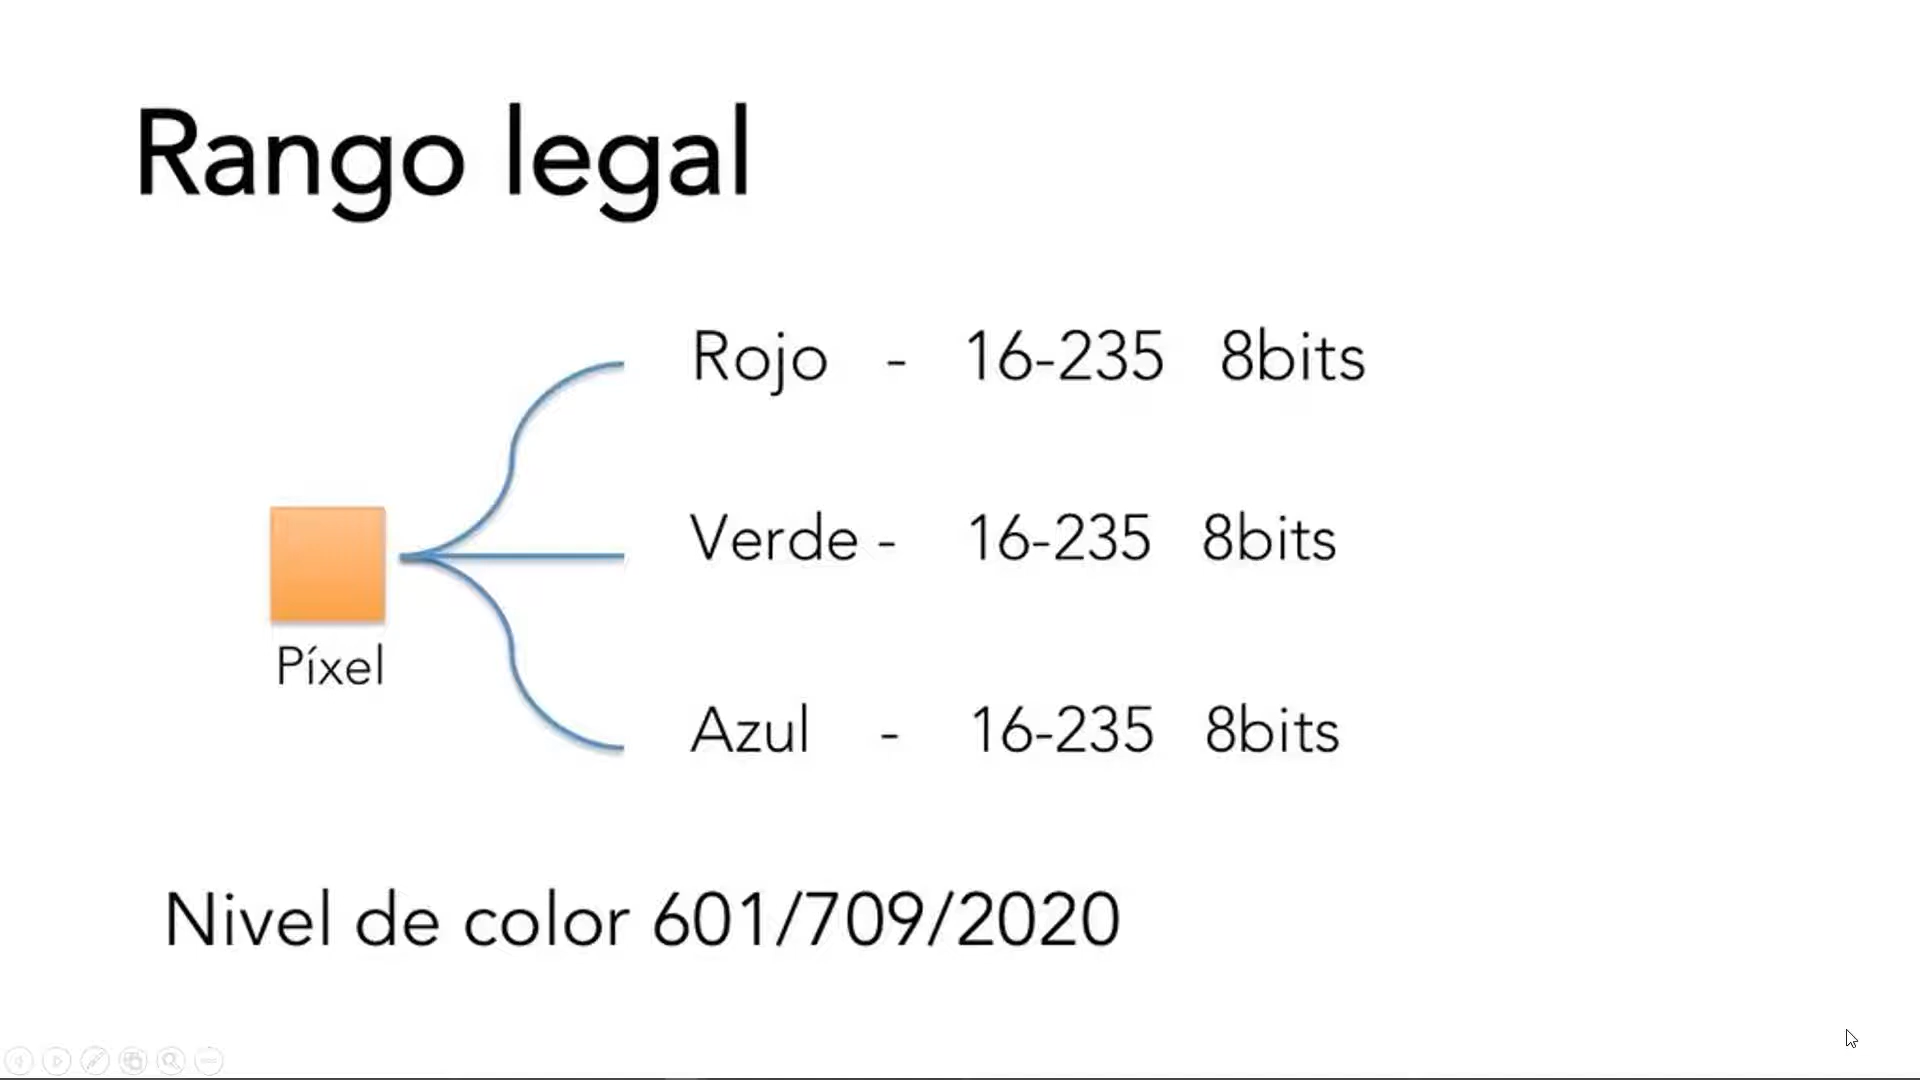 Rango legal
Rojo - 16-235 8bits
Verde - 16-235 8bits
Píxel
Azul - 16-235 8bits
Nivel de color 601/709/2020